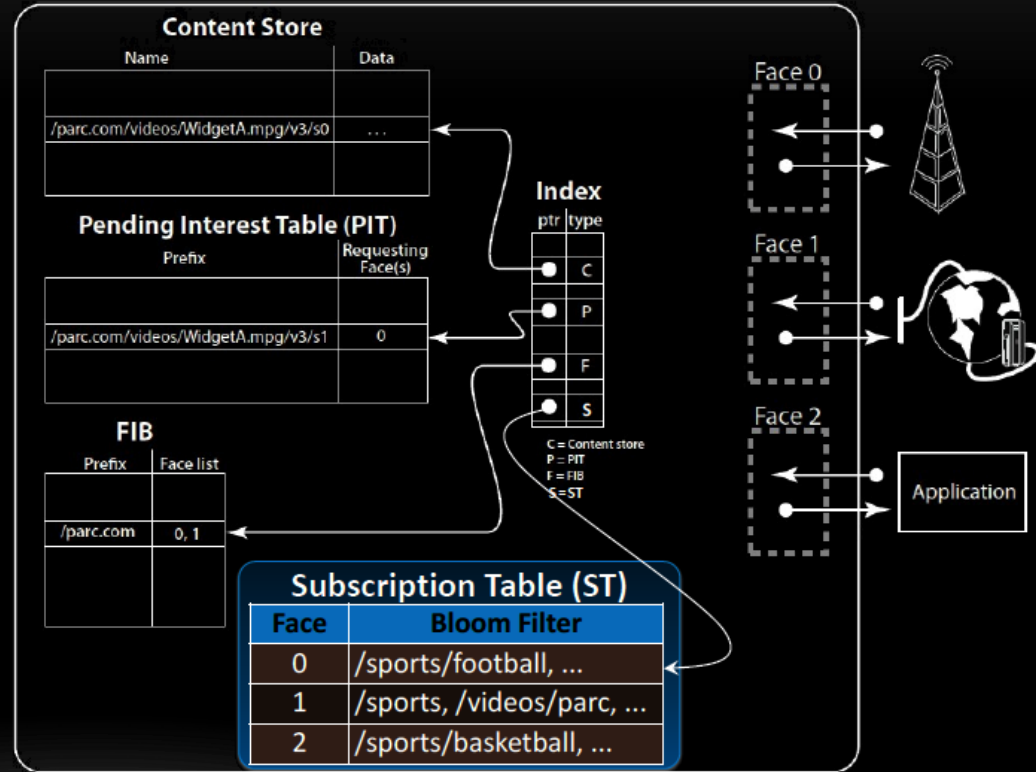 Content Store
Name Data
/parc.com/videos/WidgetA.mpg/v3/s0 ...
Pending Interest Table (PIT)
Prefix Requesting Face(s)
/parc.com/videos/WidgetA.mpg/v3/s1 0
FIB
Prefix Face list
/parc.com 0, 1
Index
ptr type
C
P
F
S
C = Content store
P = PIT
F = FIB
S = ST
Subscription Table (ST)
Face Bloom Filter
0 /sports/football, ...
1 /sports, /videos/parc, ...
2 /sports/basketball, ...
Face 0
Face 1
Face 2
Application